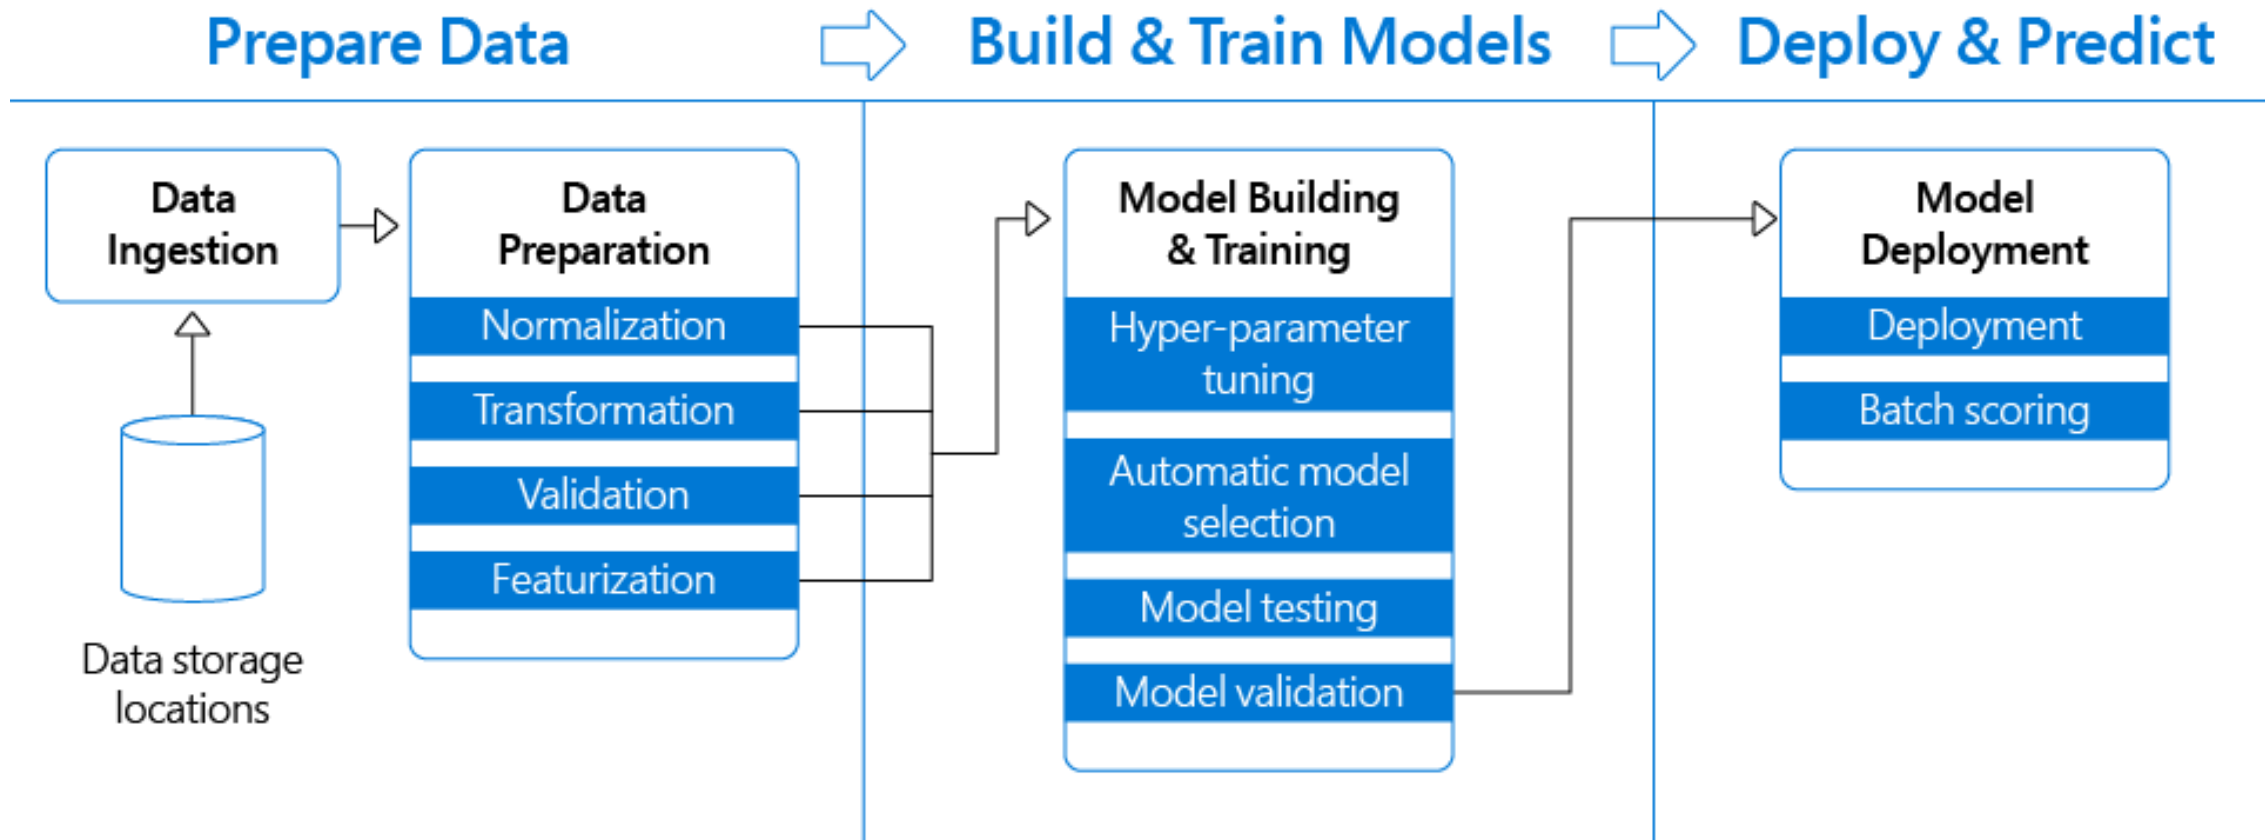 Prepare Data
Build & Train Models
Deploy & Predict
Data
Ingestion
Data storage
locations
Data
Preparation
Normalization
Transformation
Validation
Featurization
Model Building
& Training
Hyper-parameter
tuning
Automatic model
selection
Model testing
Model validation
Model
Deployment
Deployment
Batch scoring